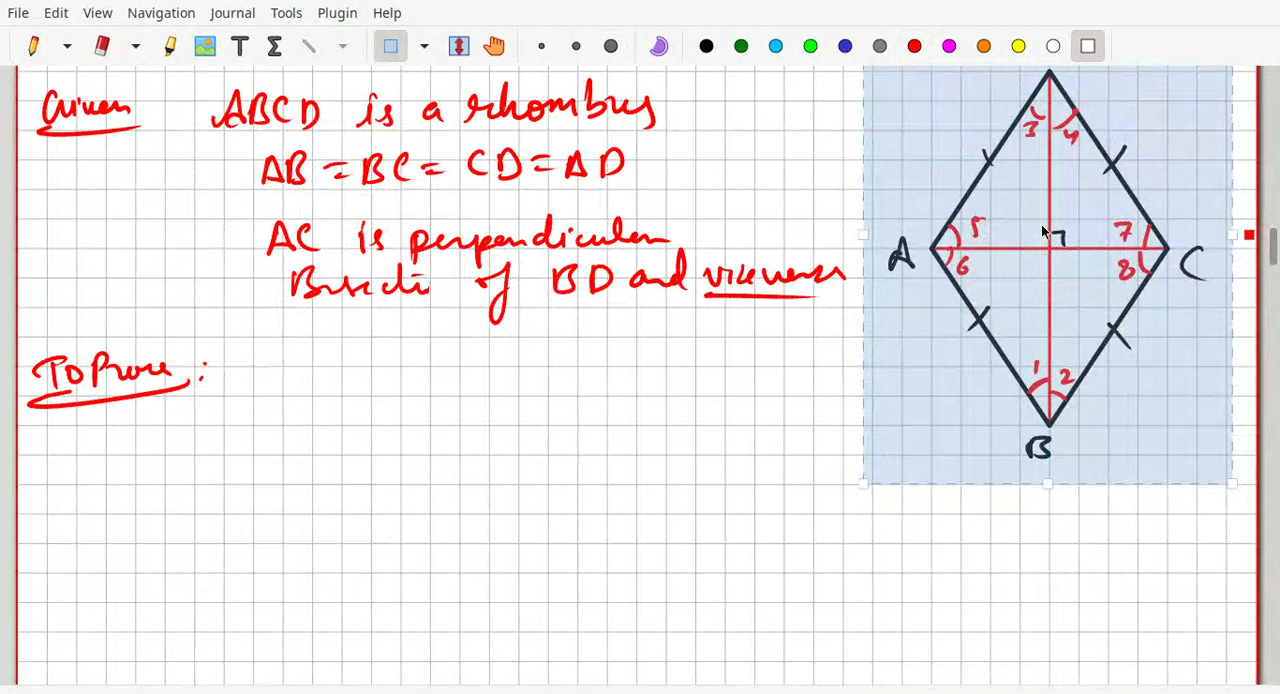 File Edit View Navigation Journal Tools Plugin Help
Given ABCD is a rhombus
AB = BC = CD = AD
AC is perpendicular
Bisector of BD and viceversa
To Prove :
3 4
5 7
A 6 8 C
1 2
B